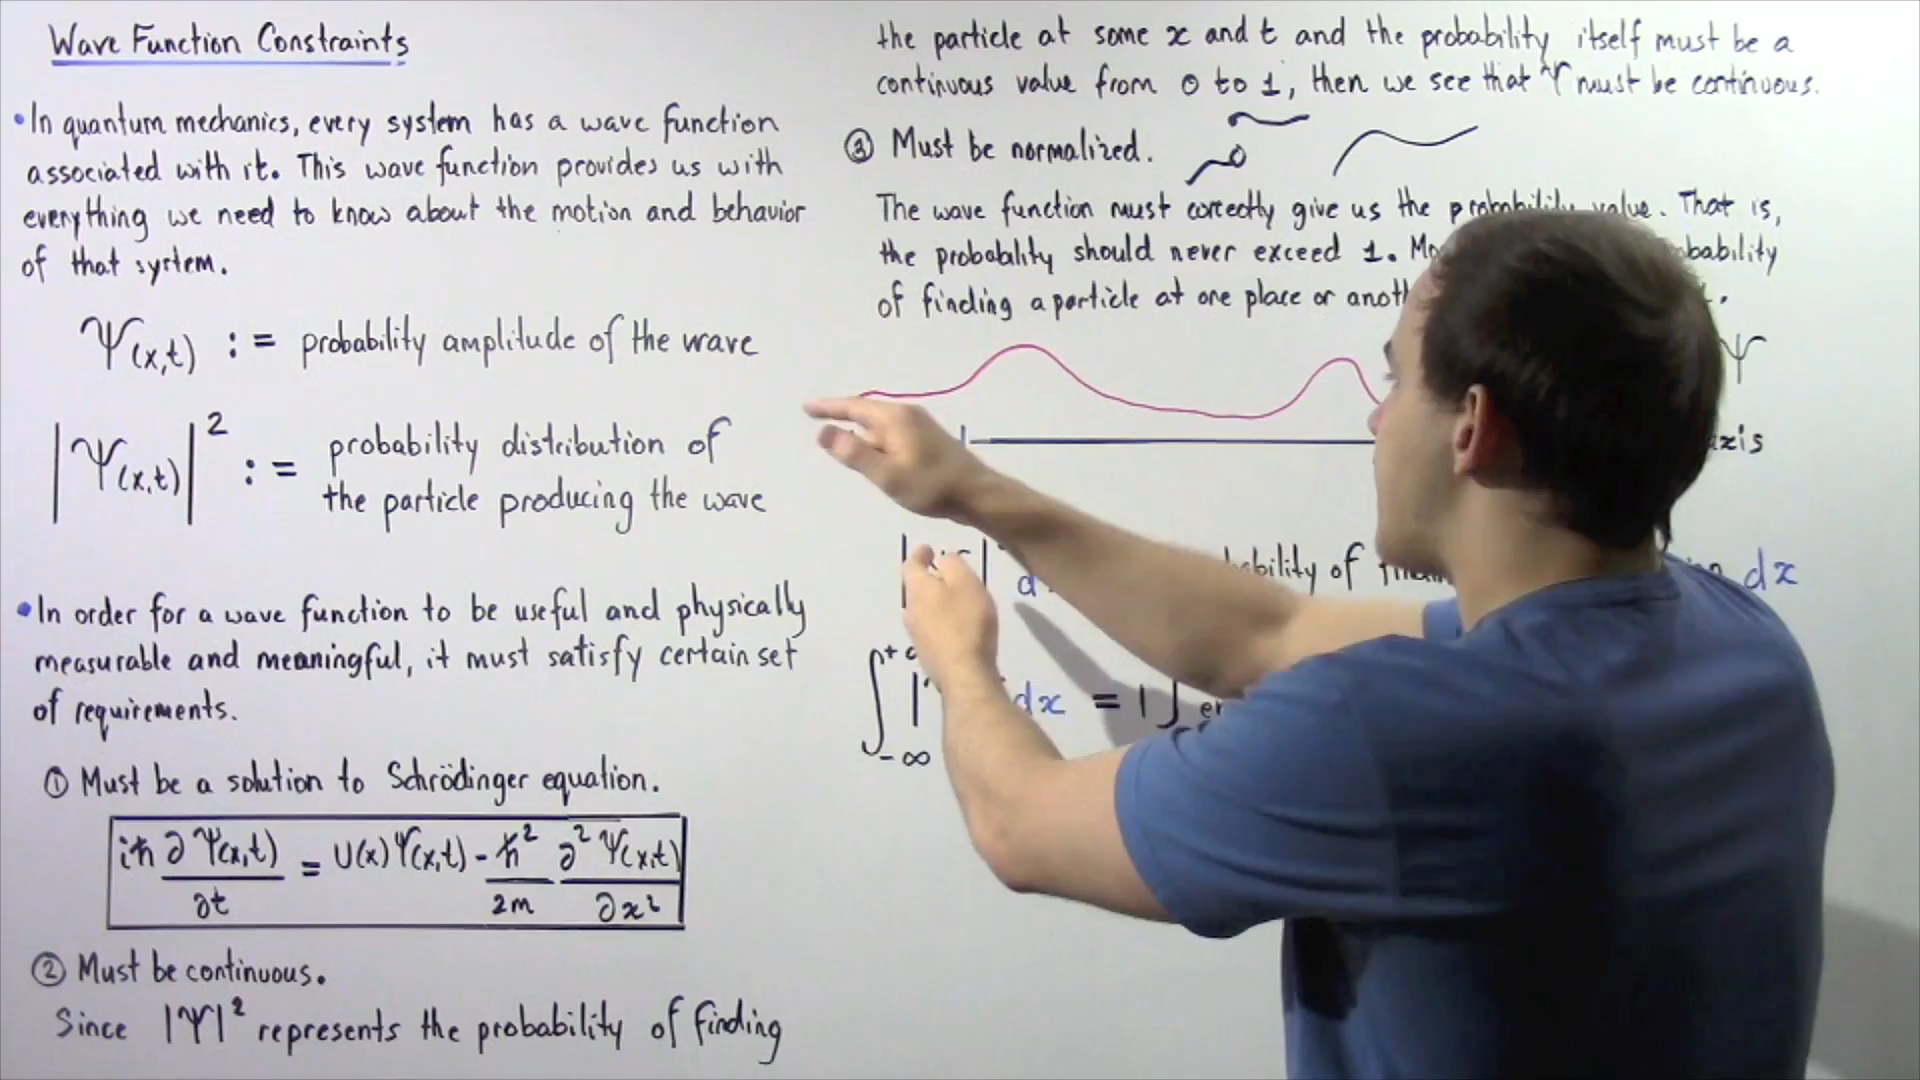 Wave Function Constraints
• In quantum mechanics, every system has a wave function
associated with it. This wave function provides us with
everything we need to know about the motion and behavior
of that system.
Ψ(x,t) := probability amplitude of the wave
|Ψ(x,t)|² := probability distribution of
the particle producing the wave
• In order for a wave function to be useful and physically
measurable and meaningful, it must satisfy certain set
of requirements.
① Must be a solution to Schrödinger equation.
iħ ∂Ψ(x,t)/∂t = U(x)Ψ(x,t) - ħ²/2m ∂²Ψ(x,t)/∂x²
② Must be continuous.
Since |Ψ|² represents the probability of finding
the particle at some x and t and the probability itself must be a
continuous value from 0 to 1, then we see that Ψ must be continuous.
③ Must be normalized.
The wave function must correctly give us the probability value. That is,
the probability should never exceed 1.
of finding a particle at one place or
Ψ
axis
of dx
∫ +∞ -∞ dx = 1